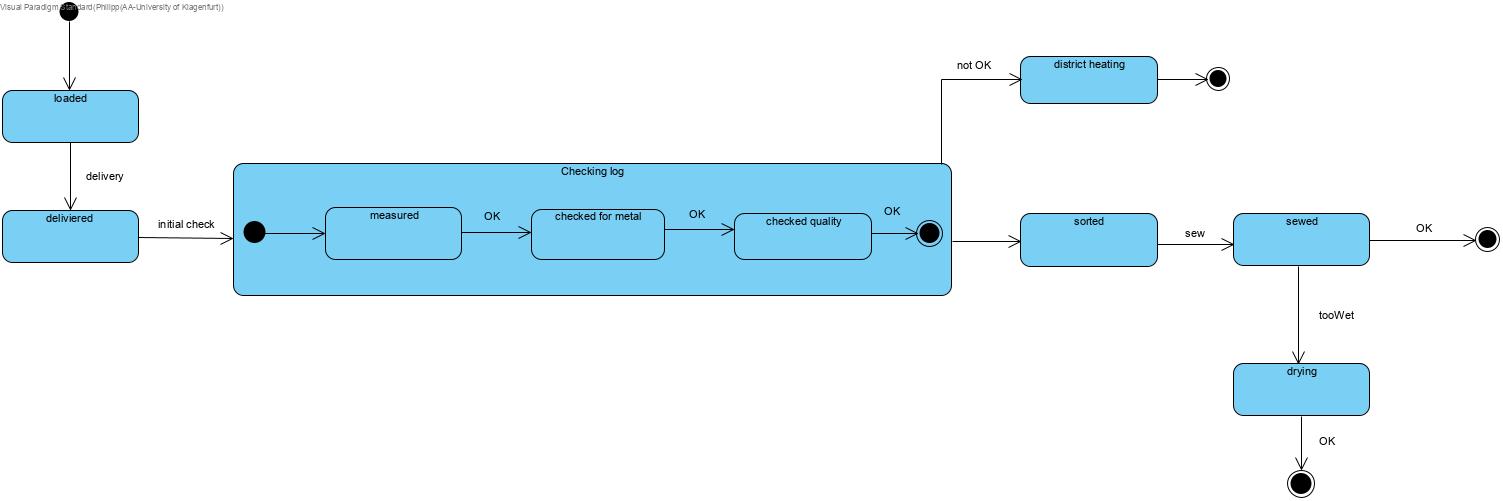 Visual Paradigm Standard(Philipp(AA-University of Klagenfurt))
not OK
district heating
loaded
delivery
Checking log
deliviered
initial check
measured
OK
checked for metal
OK
checked quality
OK
sorted
sew
sewed
OK
tooWet
drying
OK